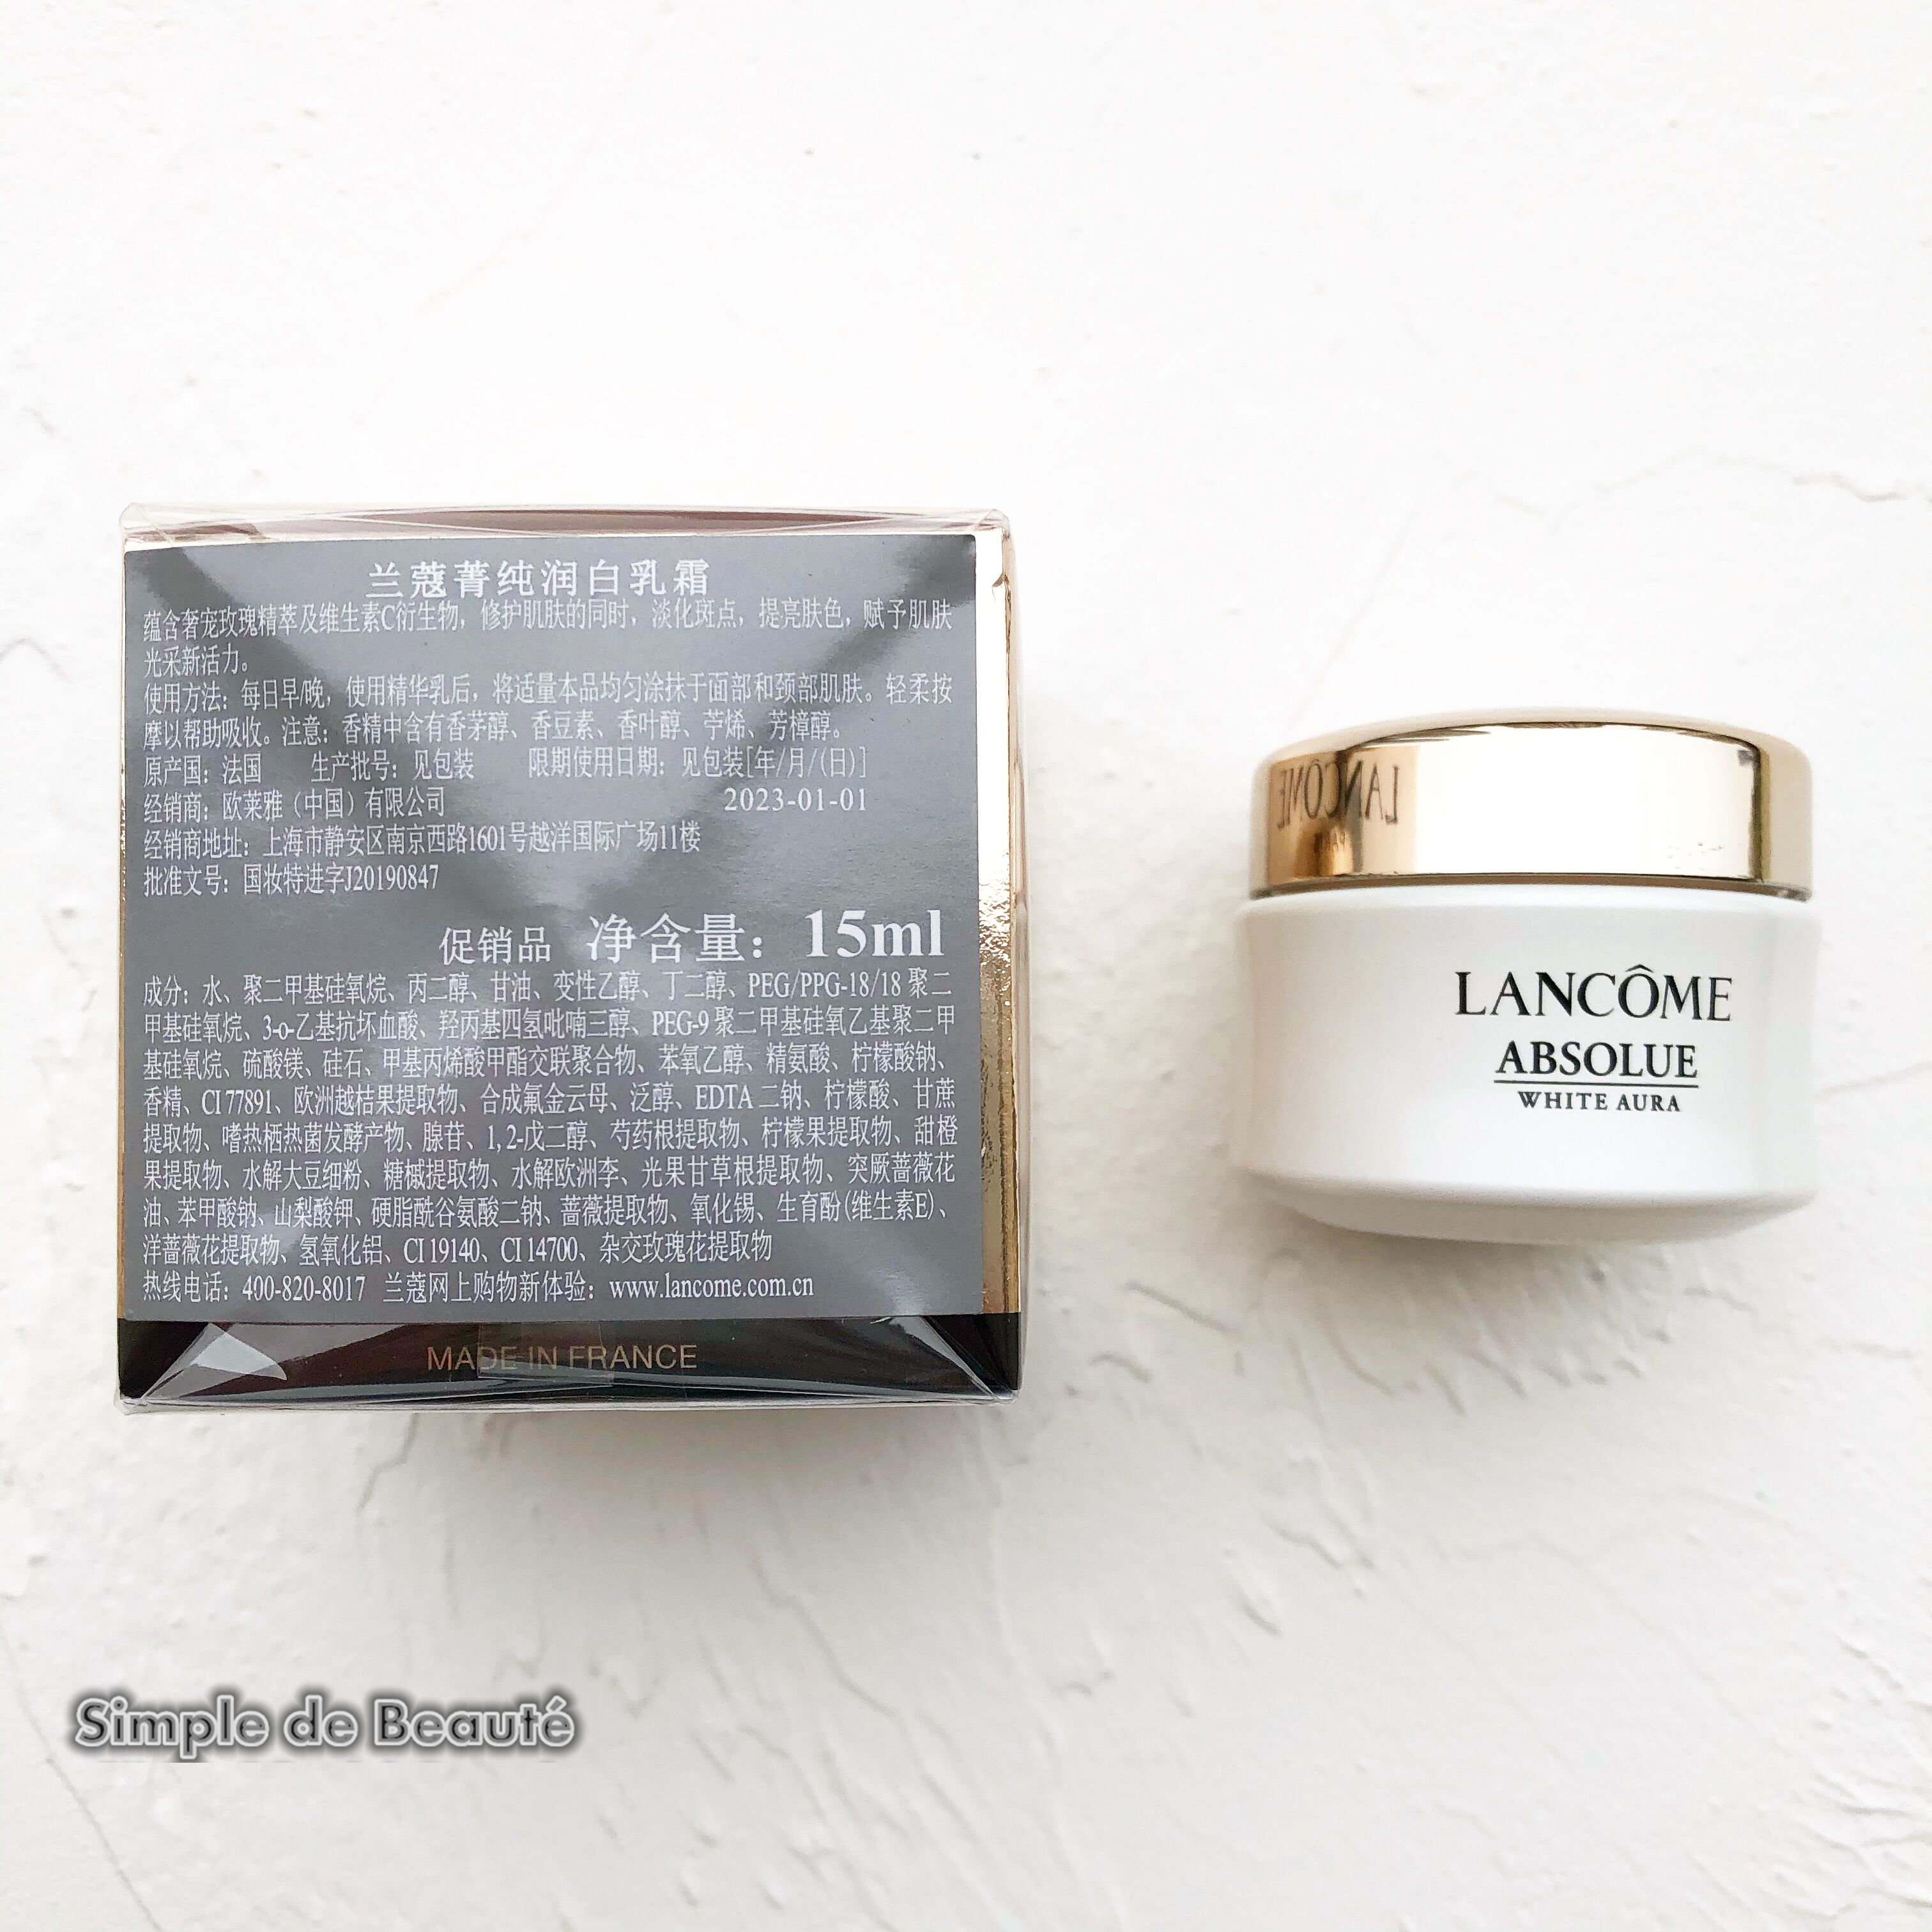 兰蔻菁纯润白乳霜
蕴含奢宠玫瑰精萃及维生素C衍生物，修护肌肤的同时，淡化斑点，提亮肤色，赋予肌肤
光采新活力。
使用方法：每日早/晚，使用精华乳后，将适量本品均匀涂抹于面部和颈部肌肤。轻柔按
摩以帮助吸收。注意：香精中含有香茅醇、香豆素、香叶醇、苧烯、芳樟醇。
原产国：法国 生产批号：见包装 限期使用日期：见包装[年/月/(日)]
经销商：欧莱雅（中国）有限公司 2023-01-01
经销商地址：上海市静安区南京西路1601号越洋国际广场11楼
批准文号：国妆特进字J20190847
促销品 净含量：15ml
成分：水、聚二甲基硅氧烷、丙二醇、甘油、变性乙醇、丁二醇、PEG/PPG-18/18 聚二
甲基硅氧烷、3-o-乙基抗坏血酸、羟丙基四氢吡喃三醇、PEG-9 聚二甲基硅氧乙基聚二甲
基硅氧烷、硫酸镁、硅石、甲基丙烯酸甲酯交联聚合物、苯氧乙醇、精氨酸、柠檬酸钠、
香精、CI 77891、欧洲越桔果提取物、合成氟金云母、泛醇、EDTA 二钠、柠檬酸、甘蔗
提取物、嗜热栖热菌发酵产物、腺苷、1, 2-戊二醇、芍药根提取物、柠檬果提取物、甜橙
果提取物、水解大豆细粉、糖槭提取物、水解欧洲李、光果甘草根提取物、突厥蔷薇花
油、苯甲酸钠、山梨酸钾、硬脂酰谷氨酸二钠、蔷薇提取物、氧化锡、生育酚(维生素E)、
洋蔷薇花提取物、氢氧化铝、CI 19140、CI 14700、杂交玫瑰花提取物
热线电话：400-820-8017 兰蔻网上购物新体验：www.lancome.com.cn
MADE IN FRANCE
LANCÔME
LANCÔME
ABSOLUE
WHITE AURA
Simple de Beauté